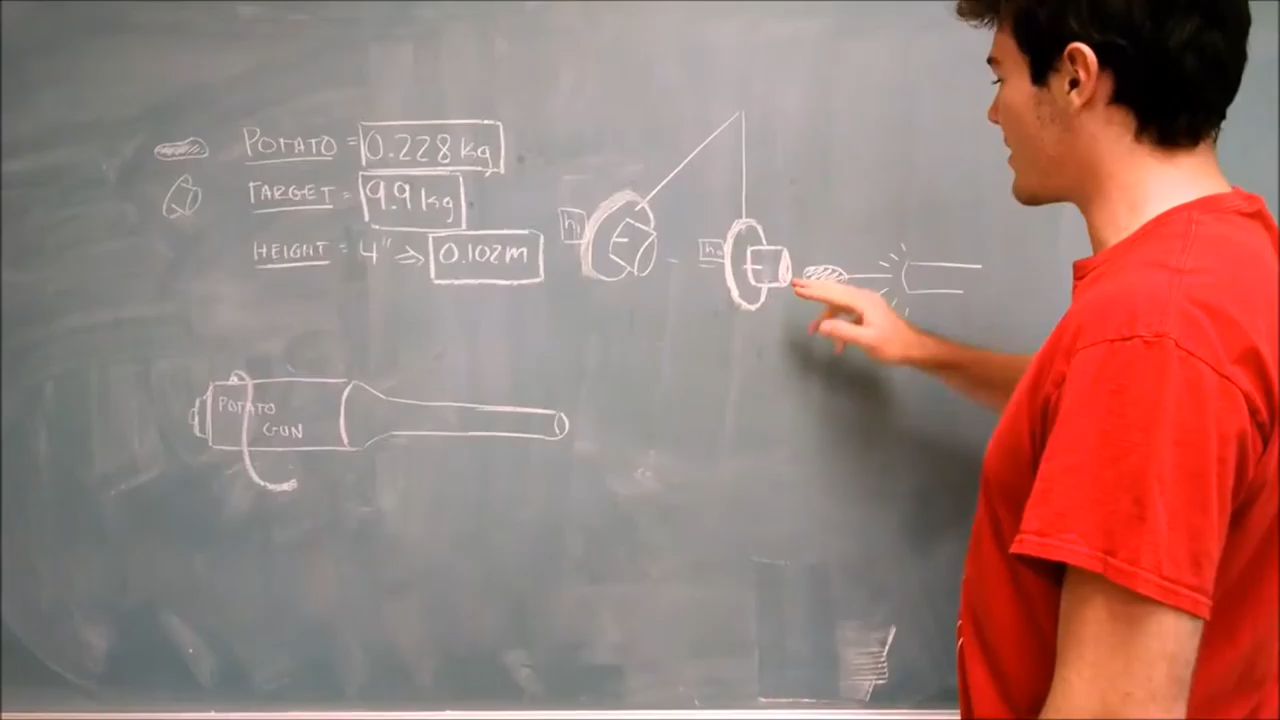 POTATO = 0.228 kg
TARGET = 9.9 kg
HEIGHT = 4" ⇒ 0.102m
h₁
h₀
POTATO
GUN